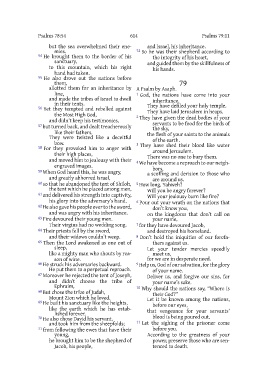 Psalms 78:54
614
Psalms 79:11
but the sea overwhelmed their ene-
mies.
54 He brought them to the border of his
sanctuary,
to this mountain, which his right
hand had taken.
55 He also drove out the nations before
them,
allotted them for an inheritance by
line,
and made the tribes of Israel to dwell
in their tents.
56 Yet they tempted and rebelled against
the Most High God,
and didn't keep his testimonies,
57 but turned back, and dealt treacherously
like their fathers.
They were twisted like a deceitful
bow.
58 For they provoked him to anger with
their high places,
and moved him to jealousy with their
engraved images.
59 When God heard this, he was angry,
and greatly abhorred Israel,
60 so that he abandoned the tent of Shiloh,
the tent which he placed among men,
61 and delivered his strength into captivity,
his glory into the adversary's hand.
62 He also gave his people over to the sword,
and was angry with his inheritance.
63 Fire devoured their young men.
Their virgins had no wedding song.
64 Their priests fell by the sword,
and their widows couldn't weep.
65 Then the Lord awakened as one out of
sleep,
like a mighty man who shouts by rea-
son of wine.
66 He struck his adversaries backward.
He put them to a perpetual reproach.
67 Moreover he rejected the tent of Joseph,
and didn't choose the tribe of
Ephraim,
68 But chose the tribe of Judah,
Mount Zion which he loved.
69 He built his sanctuary like the heights,
like the earth which he has estab-
lished forever.
70 He also chose David his servant,
and took him from the sheepfolds;
71 from following the ewes that have their
young,
he brought him to be the shepherd of
Jacob, his people,
and Israel, his inheritance.
72 So he was their shepherd according to
the integrity of his heart,
and guided them by the skillfulness of
his hands.
79
A Psalm by Asaph.
1 God, the nations have come into your
inheritance.
They have defiled your holy temple.
They have laid Jerusalem in heaps.
2 They have given the dead bodies of your
servants to be food for the birds of
the sky,
the flesh of your saints to the animals
of the earth.
3 They have shed their blood like water
around Jerusalem.
There was no one to bury them.
4 We have become a reproach to our neigh-
bors,
a scoffing and derision to those who
are around us.
5 How long, Yahweh?
Will you be angry forever?
Will your jealousy burn like fire?
6 Pour out your wrath on the nations that
don't know you,
on the kingdoms that don't call on
your name,
7 for they have devoured Jacob,
and destroyed his homeland.
8 Don't hold the iniquities of our forefa-
thers against us.
Let your tender mercies speedily
meet us,
for we are in desperate need.
9 Help us, God of our salvation, for the glory
of your name.
Deliver us, and forgive our sins, for
your name's sake.
10 Why should the nations say, "Where is
their God?"
Let it be known among the nations,
before our eyes,
that vengeance for your servants'
blood is being poured out.
11 Let the sighing of the prisoner come
before you.
According to the greatness of your
power, preserve those who are sen-
tenced to death.